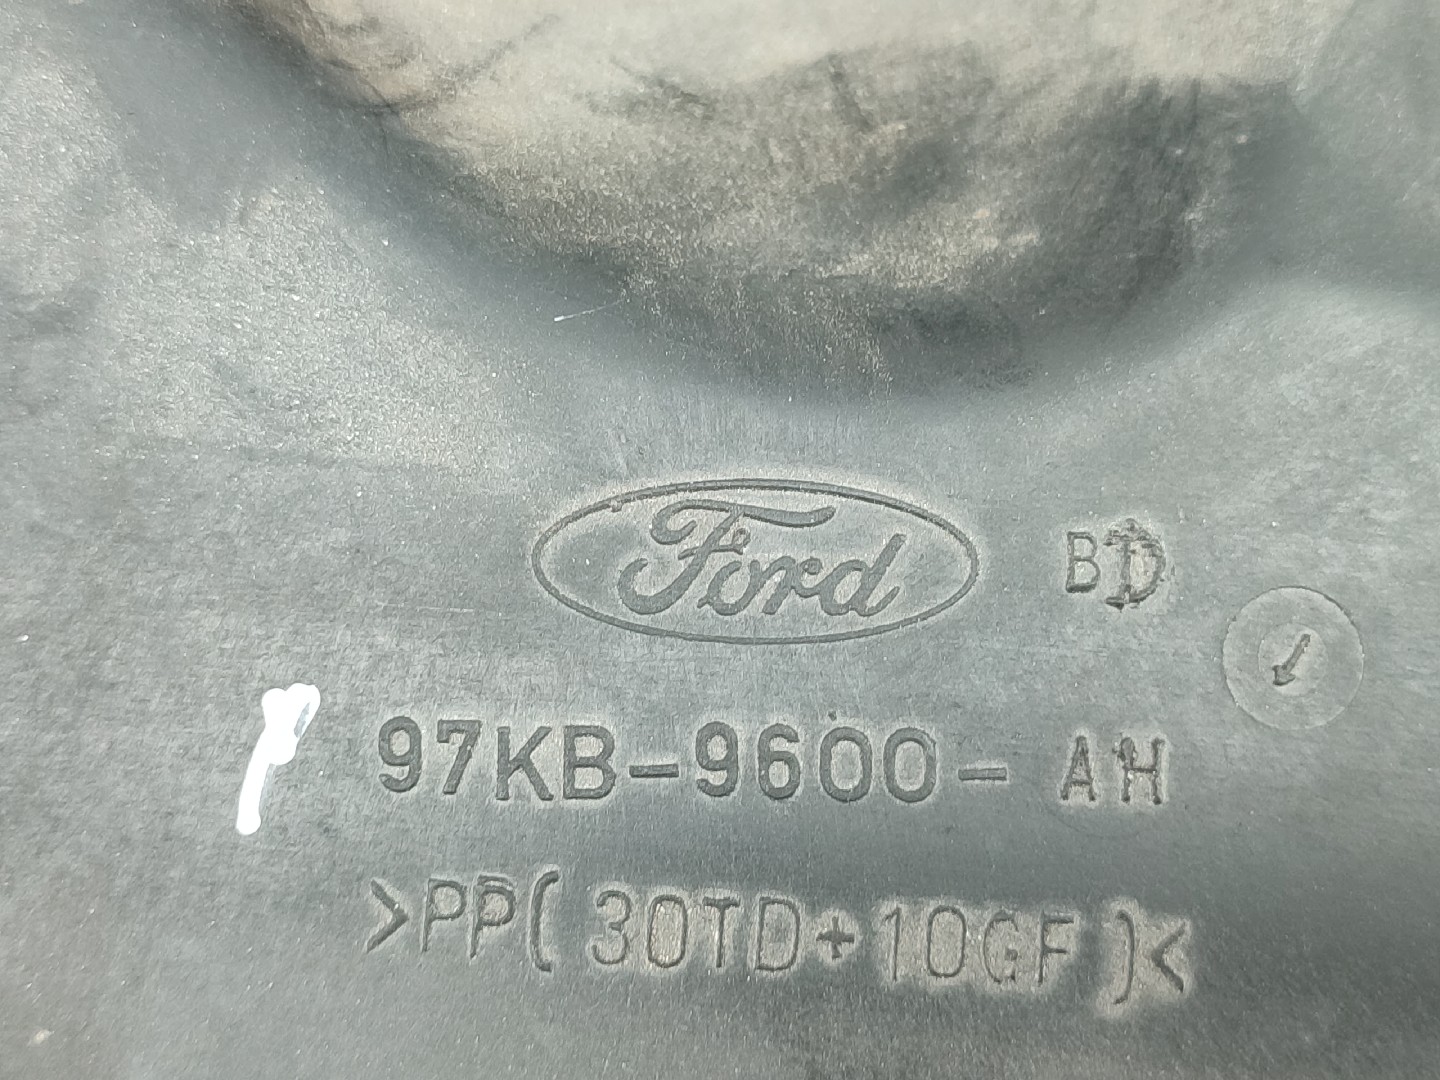 Ford BD
97KB-9600-AH
>PP(30TD+10GF)<